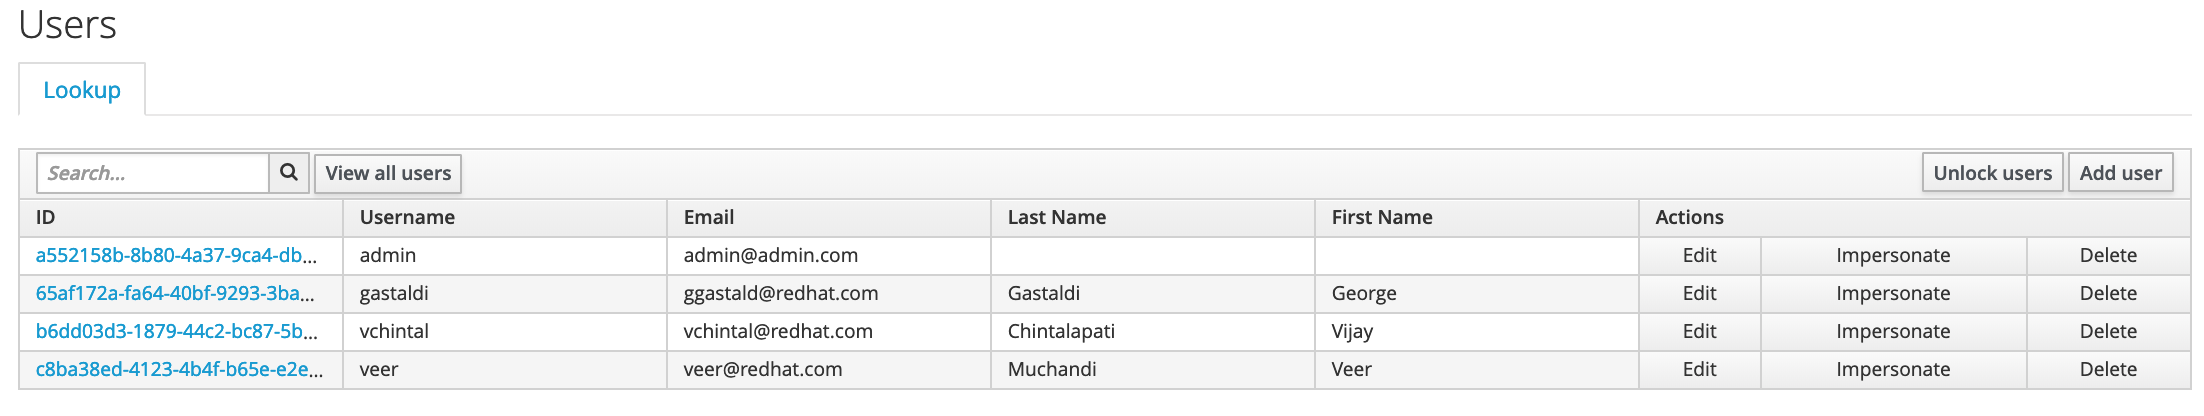 Users
Lookup
Search... View all users Unlock users Add user
ID Username Email Last Name First Name Actions
a552158b-8b80-4a37-9ca4-db... admin admin@admin.com Edit Impersonate Delete
65af172a-fa64-40bf-9293-3ba... gastaldi ggastald@redhat.com Gastaldi George Edit Impersonate Delete
b6dd03d3-1879-44c2-bc87-5b... vchintal vchintal@redhat.com Chintalapati Vijay Edit Impersonate Delete
c8ba38ed-4123-4b4f-b65e-e2e... veer veer@redhat.com Muchandi Veer Edit Impersonate Delete